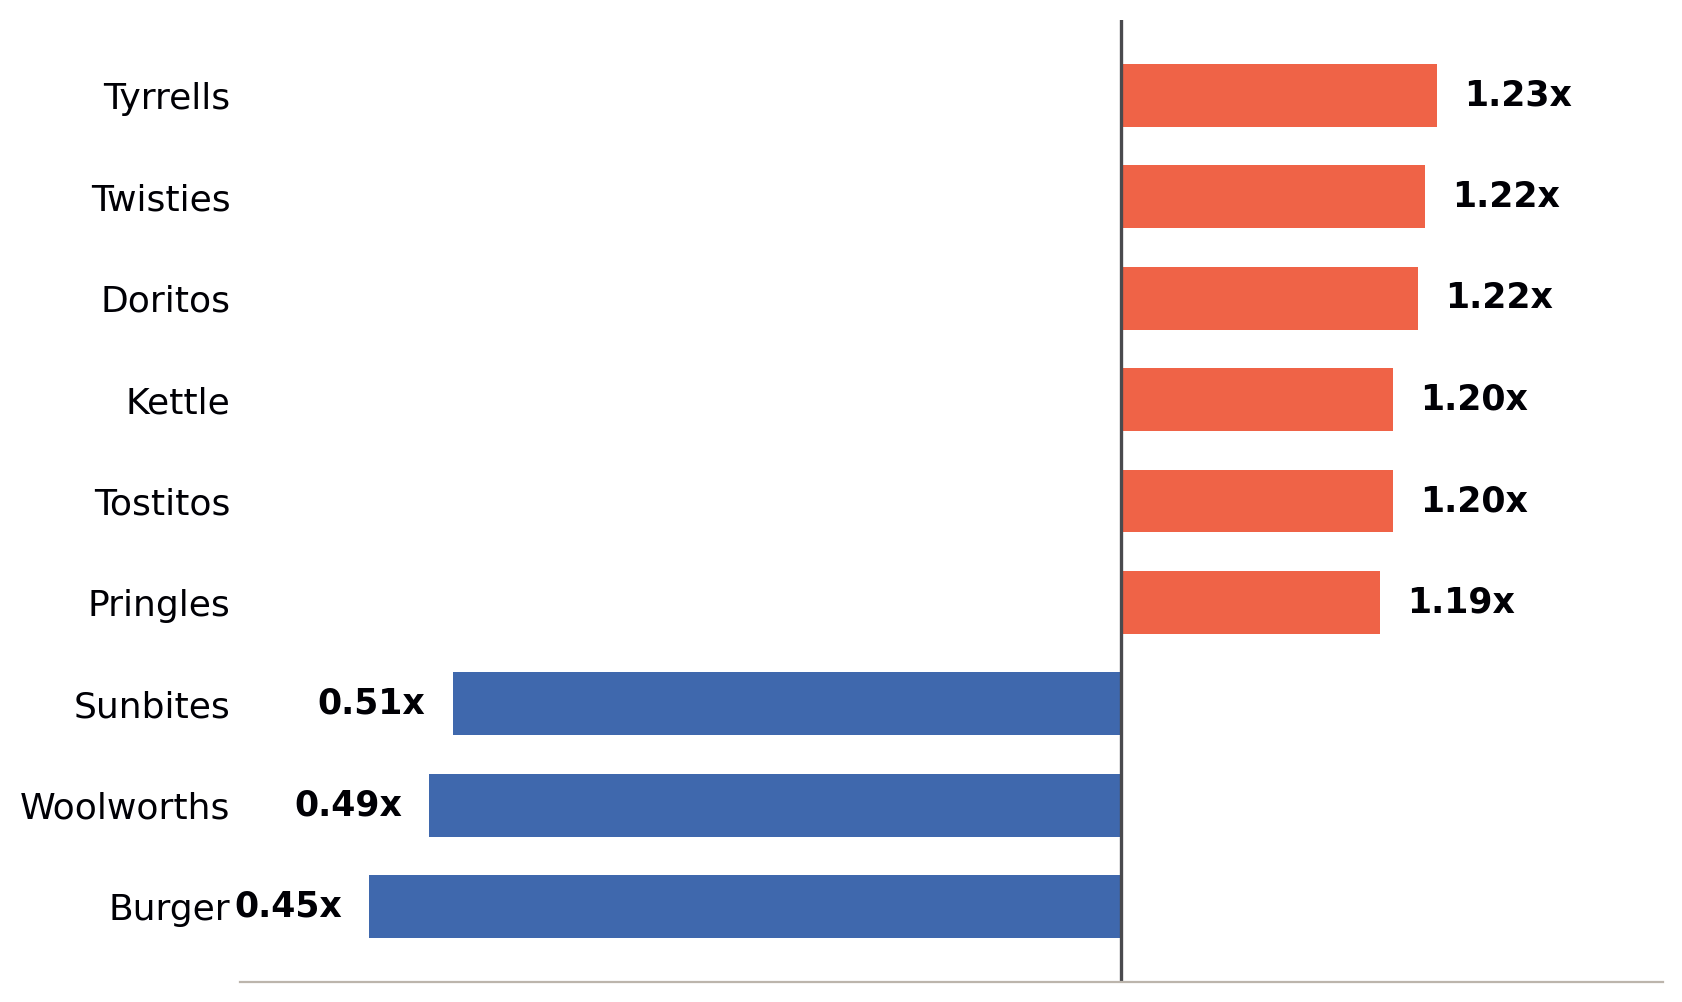 Tyrrells 1.23x
Twisties 1.22x
Doritos 1.22x
Kettle 1.20x
Tostitos 1.20x
Pringles 1.19x
Sunbites 0.51x
Woolworths 0.49x
Burger 0.45x